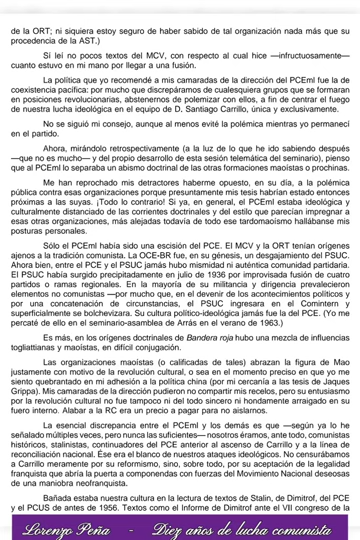 de la ORT; ni siquiera estoy seguro de haber sabido de tal organización nada más que su
procedencia de la AST.)
Sí leí no pocos textos del MCV, con respecto al cual hice —infructuosamente—
cuanto estuvo en mi mano por llegar a una fusión.
La política que yo recomendé a mis camaradas de la dirección del PCEml fue la de
coexistencia pacífica: por mucho que discrepáramos de cualesquiera grupos que se formaran
en posiciones revolucionarias, abstenernos de polemizar con ellos, a fin de centrar el fuego
de nuestra lucha ideológica en el equipo de D. Santiago Carrillo, única y exclusivamente.
No se siguió mi consejo, aunque al menos evité la polémica mientras yo permanecí
en el partido.
Ahora, mirándolo retrospectivamente (a la luz de lo que he ido sabiendo después
—que no es mucho— y del propio desarrollo de esta sesión telemática del seminario), pienso
que al PCEml lo separaba un abismo doctrinal de las otras formaciones maoístas o prochinas.
Me han reprochado mis detractores haberme opuesto, en su día, a la polémica
pública contra esas organizaciones porque presuntamente mis tesis habrían estado entonces
próximas a las suyas. ¡Todo lo contrario! Si ya, en general, el PCEml estaba ideológica y
culturalmente distanciado de las corrientes doctrinales y del estilo que parecían impregnar a
esas otras organizaciones, más alejadas todavía de todo ese tardomaoísmo hallábanse mis
posturas personales.
Sólo el PCEml había sido una escisión del PCE. El MCV y la ORT tenían orígenes
ajenos a la tradición comunista. La OCE-BR fue, en su génesis, un desgajamiento del PSUC.
Ahora bien, entre el PCE y el PSUC jamás hubo mismidad ni auténtica comunidad partidaria.
El PSUC había surgido precipitadamente en julio de 1936 por improvisada fusión de cuatro
partidos o ramas regionales. En la mayoría de su militancia y dirigencia prevalecieron
elementos no comunistas —por mucho que, en el devenir de los acontecimientos políticos y
por una concatenación de circunstancias, el PSUC ingresara en el Comintern y
superficialmente se bolchevizara. Su cultura político-ideológica jamás fue la del PCE. (Yo me
percaté de ello en el seminario-asamblea de Arrás en el verano de 1963.)
Es más, en los orígenes doctrinales de Bandera roja hubo una mezcla de influencias
togliattianas y maoístas, en difícil conjugación.
Las organizaciones maoístas (o calificadas de tales) abrazan la figura de Mao
justamente con motivo de la revolución cultural, o sea en el momento preciso en que yo me
siento quebrantado en mi adhesión a la política china (por mi cercanía a las tesis de Jaques
Grippa). Mis camaradas de la dirección pudieron no compartir mis recelos, pero su entusiasmo
por la revolución cultural no fue tampoco ni del todo sincero ni hondamente arraigado en su
fuero interno. Alabar a la RC era un precio a pagar para no aislarnos.
La esencial discrepancia entre el PCEml y los demás es que —según ya lo he
señalado múltiples veces, pero nunca las suficientes— nosotros éramos, ante todo, comunistas
históricos, stalinistas, continuadores del PCE anterior al ascenso de Carrillo y a la línea de
reconciliación nacional. Ése era el blanco de nuestros ataques ideológicos. No censurábamos
a Carrillo meramente por su reformismo, sino, sobre todo, por su aceptación de la legalidad
franquista que abría la puerta a componendas con fuerzas del Movimiento Nacional deseosas
de una maniobra neofranquista.
Bañada estaba nuestra cultura en la lectura de textos de Stalin, de Dimitrof, del PCE
y el PCUS de antes de 1956. Textos como el Informe de Dimitrof ante el VII congreso de la
Lorenzo Peña - Diez años de lucha comunista